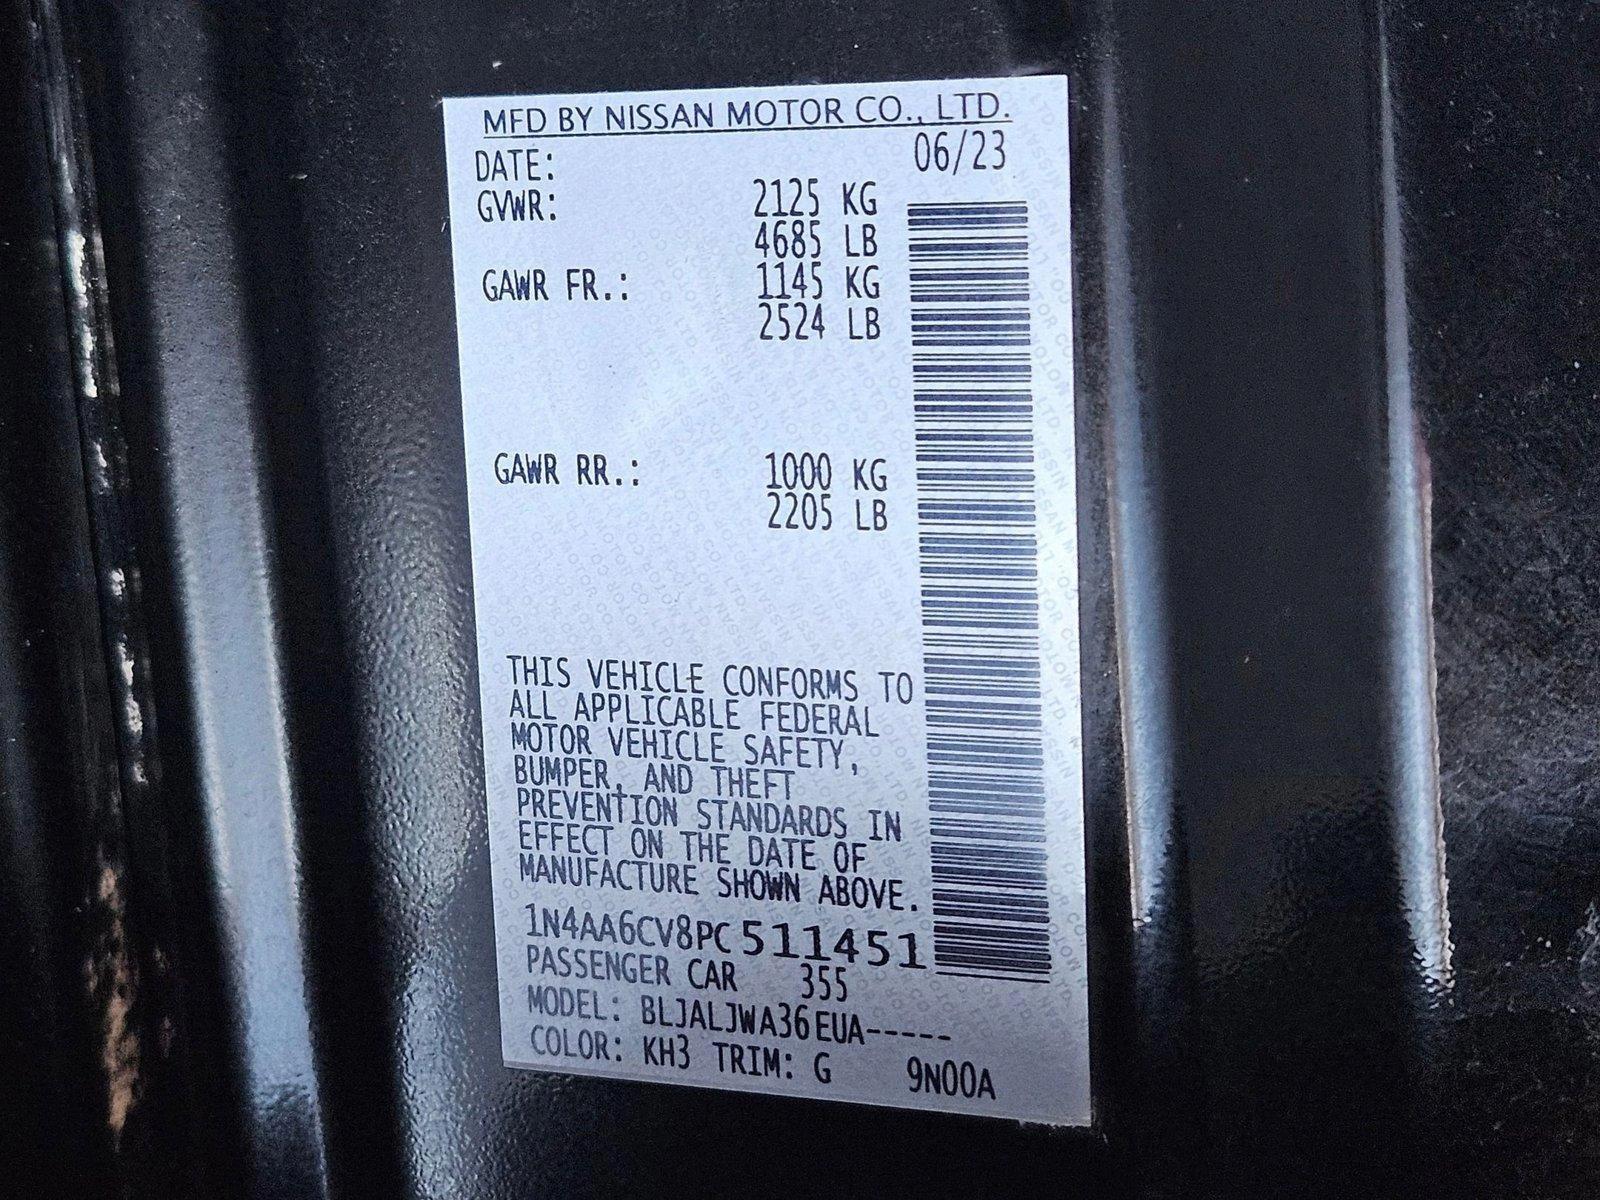 MFD BY NISSAN MOTOR CO., LTD.
DATE: 06/23
GVWR: 2125 KG
4685 LB
GAWR FR.: 1145 KG
2524 LB
GAWR RR.: 1000 KG
2205 LB
THIS VEHICLE CONFORMS TO
ALL APPLICABLE FEDERAL
MOTOR VEHICLE SAFETY,
BUMPER, AND THEFT
PREVENTION STANDARDS IN
EFFECT ON THE DATE OF
MANUFACTURE SHOWN ABOVE.
1N4AA6CV8PC511451
PASSENGER CAR 355
MODEL: BLJALJWA36EUA-----
COLOR: KH3 TRIM: G 9N00A